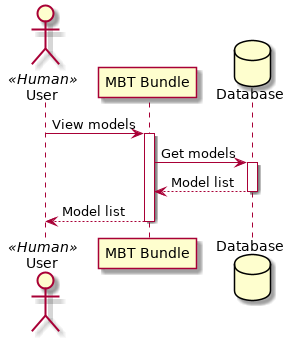 «Human»
User
MBT Bundle
Database
View models
Get models
Model list
Model list
«Human»
User
MBT Bundle
Database